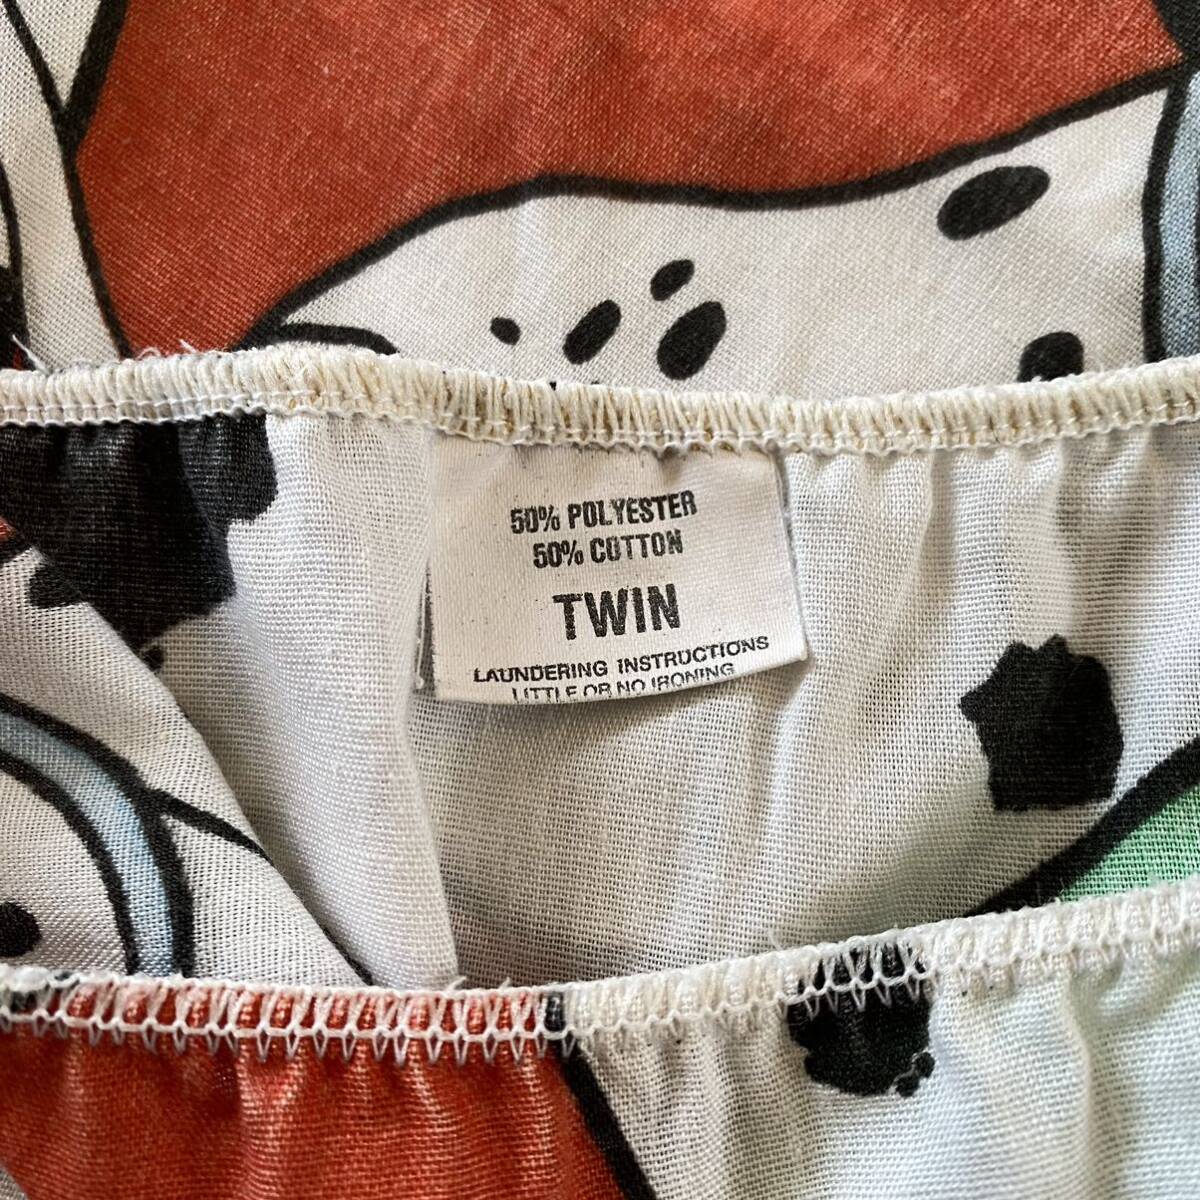 50% POLYESTER
50% COTTON
TWIN
LAUNDERING INSTRUCTIONS
LITTLE OR NO IRONING